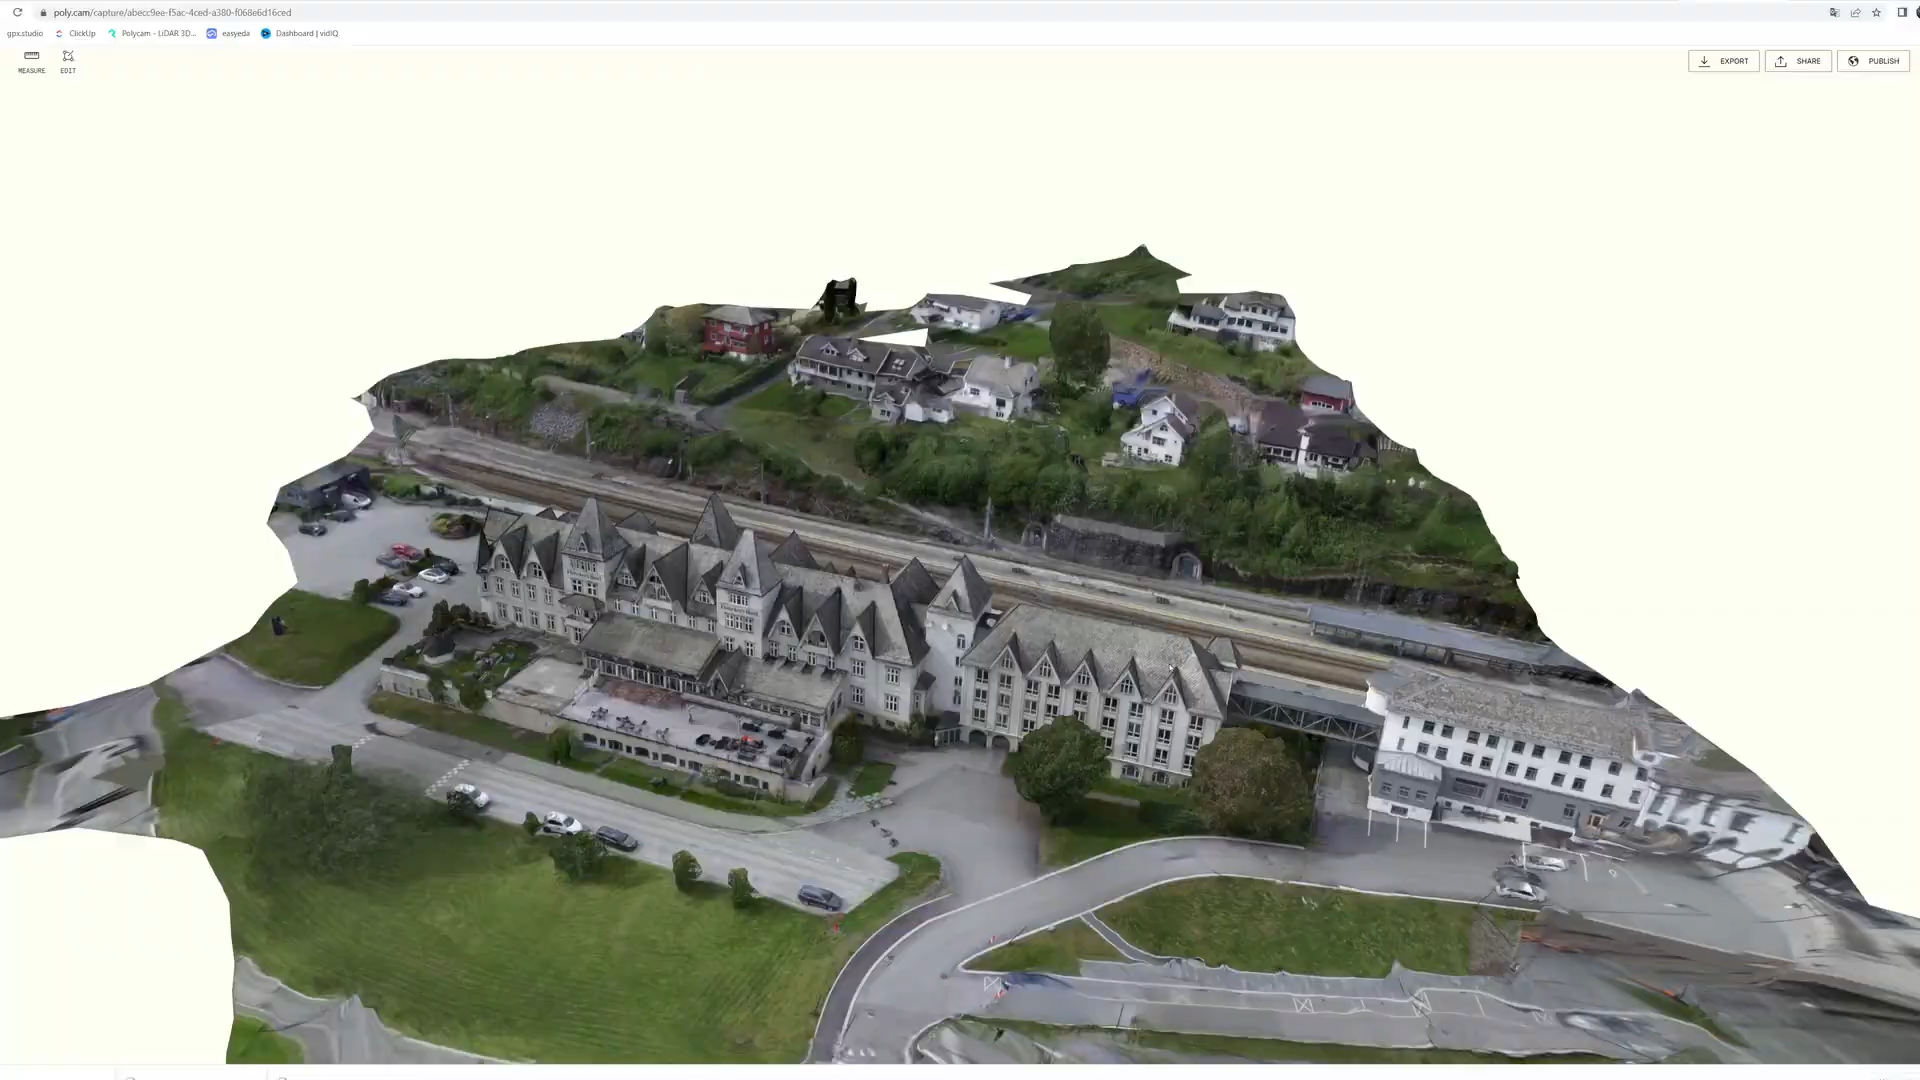 poly.cam/capture/abecc9ee-f5ac-4ced-a380-f068e6d16ced
gpx.studio ClickUp Polycam - LiDAR 3D... easyeda Dashboard | vidIQ
MEASURE EDIT EXPORT SHARE PUBLISH